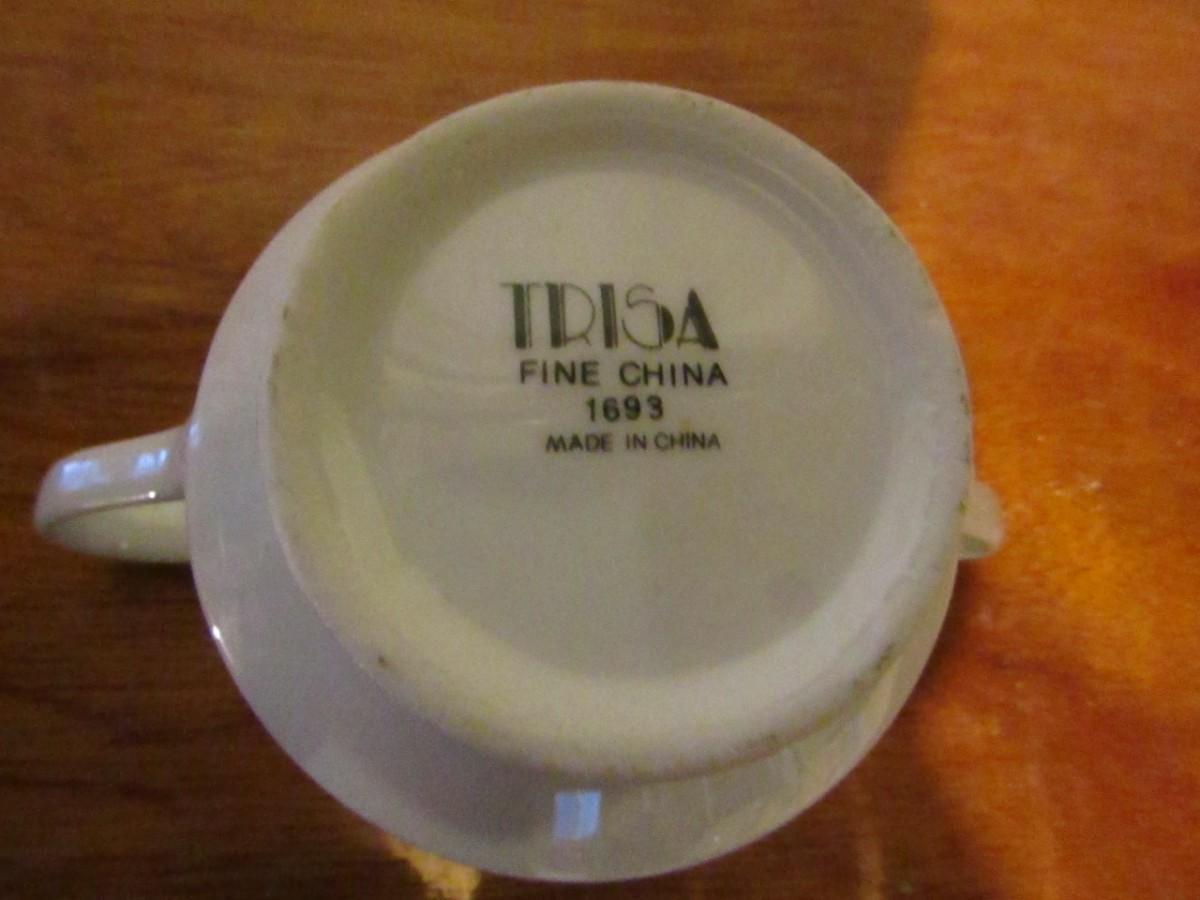 TRISA
FINE CHINA
1693
MADE IN CHINA